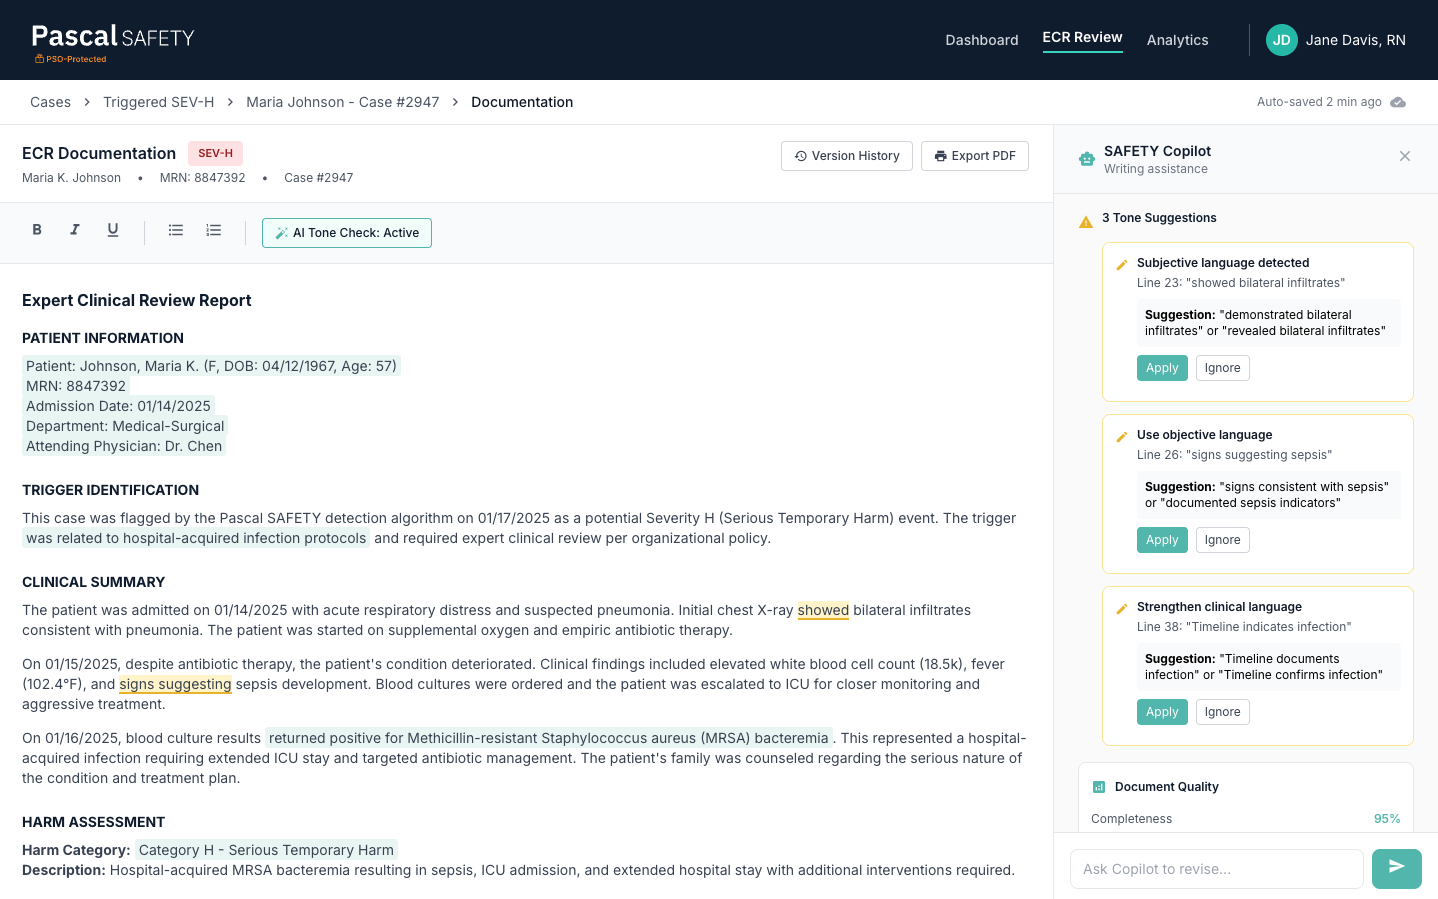 Pascal SAFETY
PSO-Protected
Dashboard
ECR Review
Analytics
JD
Jane Davis, RN
Cases > Triggered SEV-H > Maria Johnson - Case #2947 > Documentation
Auto-saved 2 min ago
ECR Documentation
SEV-H
Maria K. Johnson • MRN: 8847392 • Case #2947
Version History
Export PDF
B I U
AI Tone Check: Active
Expert Clinical Review Report
PATIENT INFORMATION
Patient: Johnson, Maria K. (F, DOB: 04/12/1967, Age: 57)
MRN: 8847392
Admission Date: 01/14/2025
Department: Medical-Surgical
Attending Physician: Dr. Chen
TRIGGER IDENTIFICATION
This case was flagged by the Pascal SAFETY detection algorithm on 01/17/2025 as a potential Severity H (Serious Temporary Harm) event. The trigger
was related to hospital-acquired infection protocols and required expert clinical review per organizational policy.
CLINICAL SUMMARY
The patient was admitted on 01/14/2025 with acute respiratory distress and suspected pneumonia. Initial chest X-ray showed bilateral infiltrates
consistent with pneumonia. The patient was started on supplemental oxygen and empiric antibiotic therapy.
On 01/15/2025, despite antibiotic therapy, the patient's condition deteriorated. Clinical findings included elevated white blood cell count (18.5k), fever
(102.4°F), and signs suggesting sepsis development. Blood cultures were ordered and the patient was escalated to ICU for closer monitoring and
aggressive treatment.
On 01/16/2025, blood culture results returned positive for Methicillin-resistant Staphylococcus aureus (MRSA) bacteremia . This represented a hospital-
acquired infection requiring extended ICU stay and targeted antibiotic management. The patient's family was counseled regarding the serious nature of
the condition and treatment plan.
HARM ASSESSMENT
Harm Category: Category H - Serious Temporary Harm
Description: Hospital-acquired MRSA bacteremia resulting in sepsis, ICU admission, and extended hospital stay with additional interventions required.
SAFETY Copilot
Writing assistance
3 Tone Suggestions
Subjective language detected
Line 23: "showed bilateral infiltrates"
Suggestion: "demonstrated bilateral
infiltrates" or "revealed bilateral infiltrates"
Apply
Ignore
Use objective language
Line 26: "signs suggesting sepsis"
Suggestion: "signs consistent with sepsis"
or "documented sepsis indicators"
Apply
Ignore
Strengthen clinical language
Line 38: "Timeline indicates infection"
Suggestion: "Timeline documents
infection" or "Timeline confirms infection"
Apply
Ignore
Document Quality
Completeness
95%
Ask Copilot to revise...